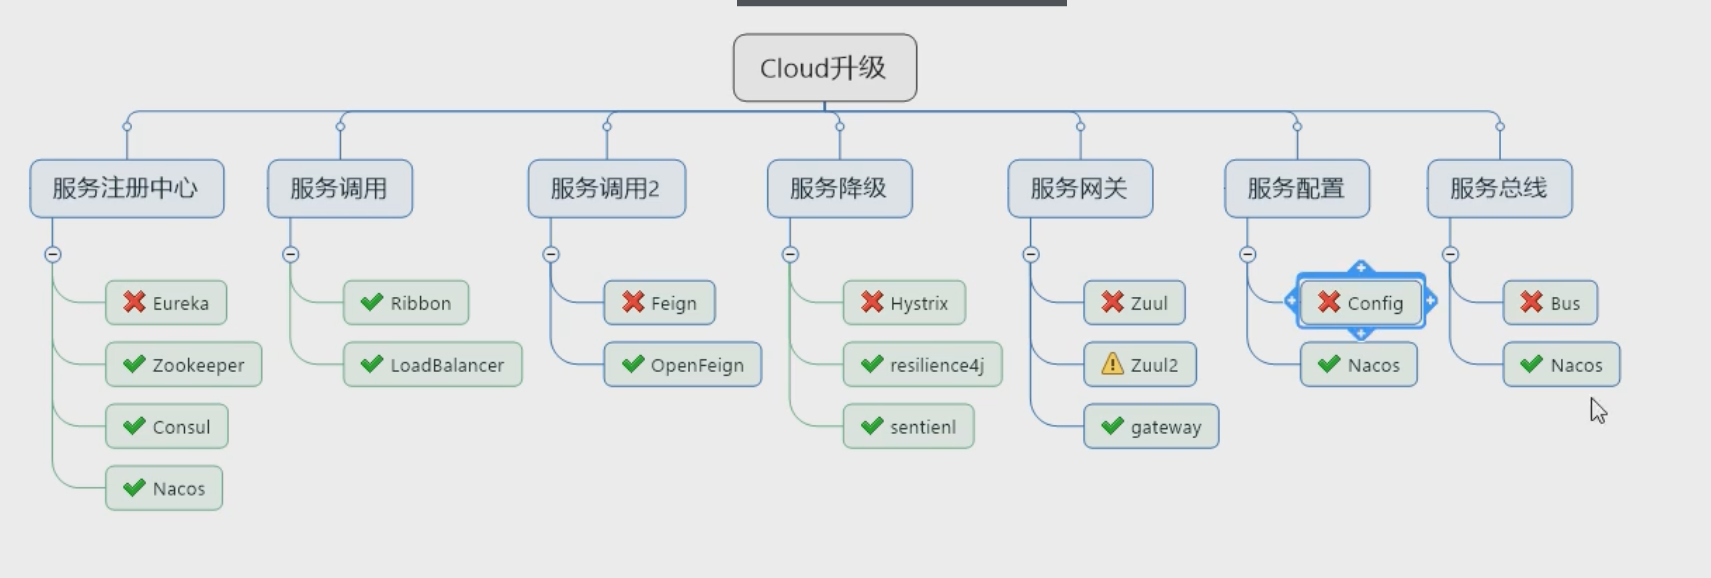 Cloud升级
服务注册中心
Eureka
Zookeeper
Consul
Nacos
服务调用
Ribbon
LoadBalancer
服务调用2
Feign
OpenFeign
服务降级
Hystrix
resilience4j
sentienl
服务网关
Zuul
Zuul2
gateway
服务配置
Config
Nacos
服务总线
Bus
Nacos